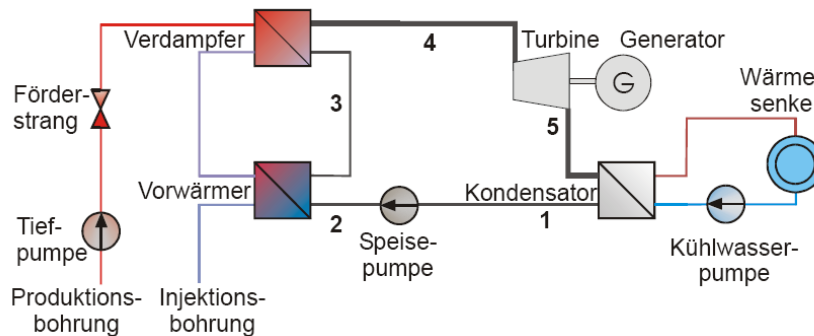 Verdampfer
4
Turbine
Generator
G
Wärme
senke
Förder-
strang
3
5
Vorwärmer
Kondensator
2
1
Tief-
pumpe
Speise-
pumpe
Kühlwasser-
pumpe
Produktions-
bohrung
Injektions-
bohrung